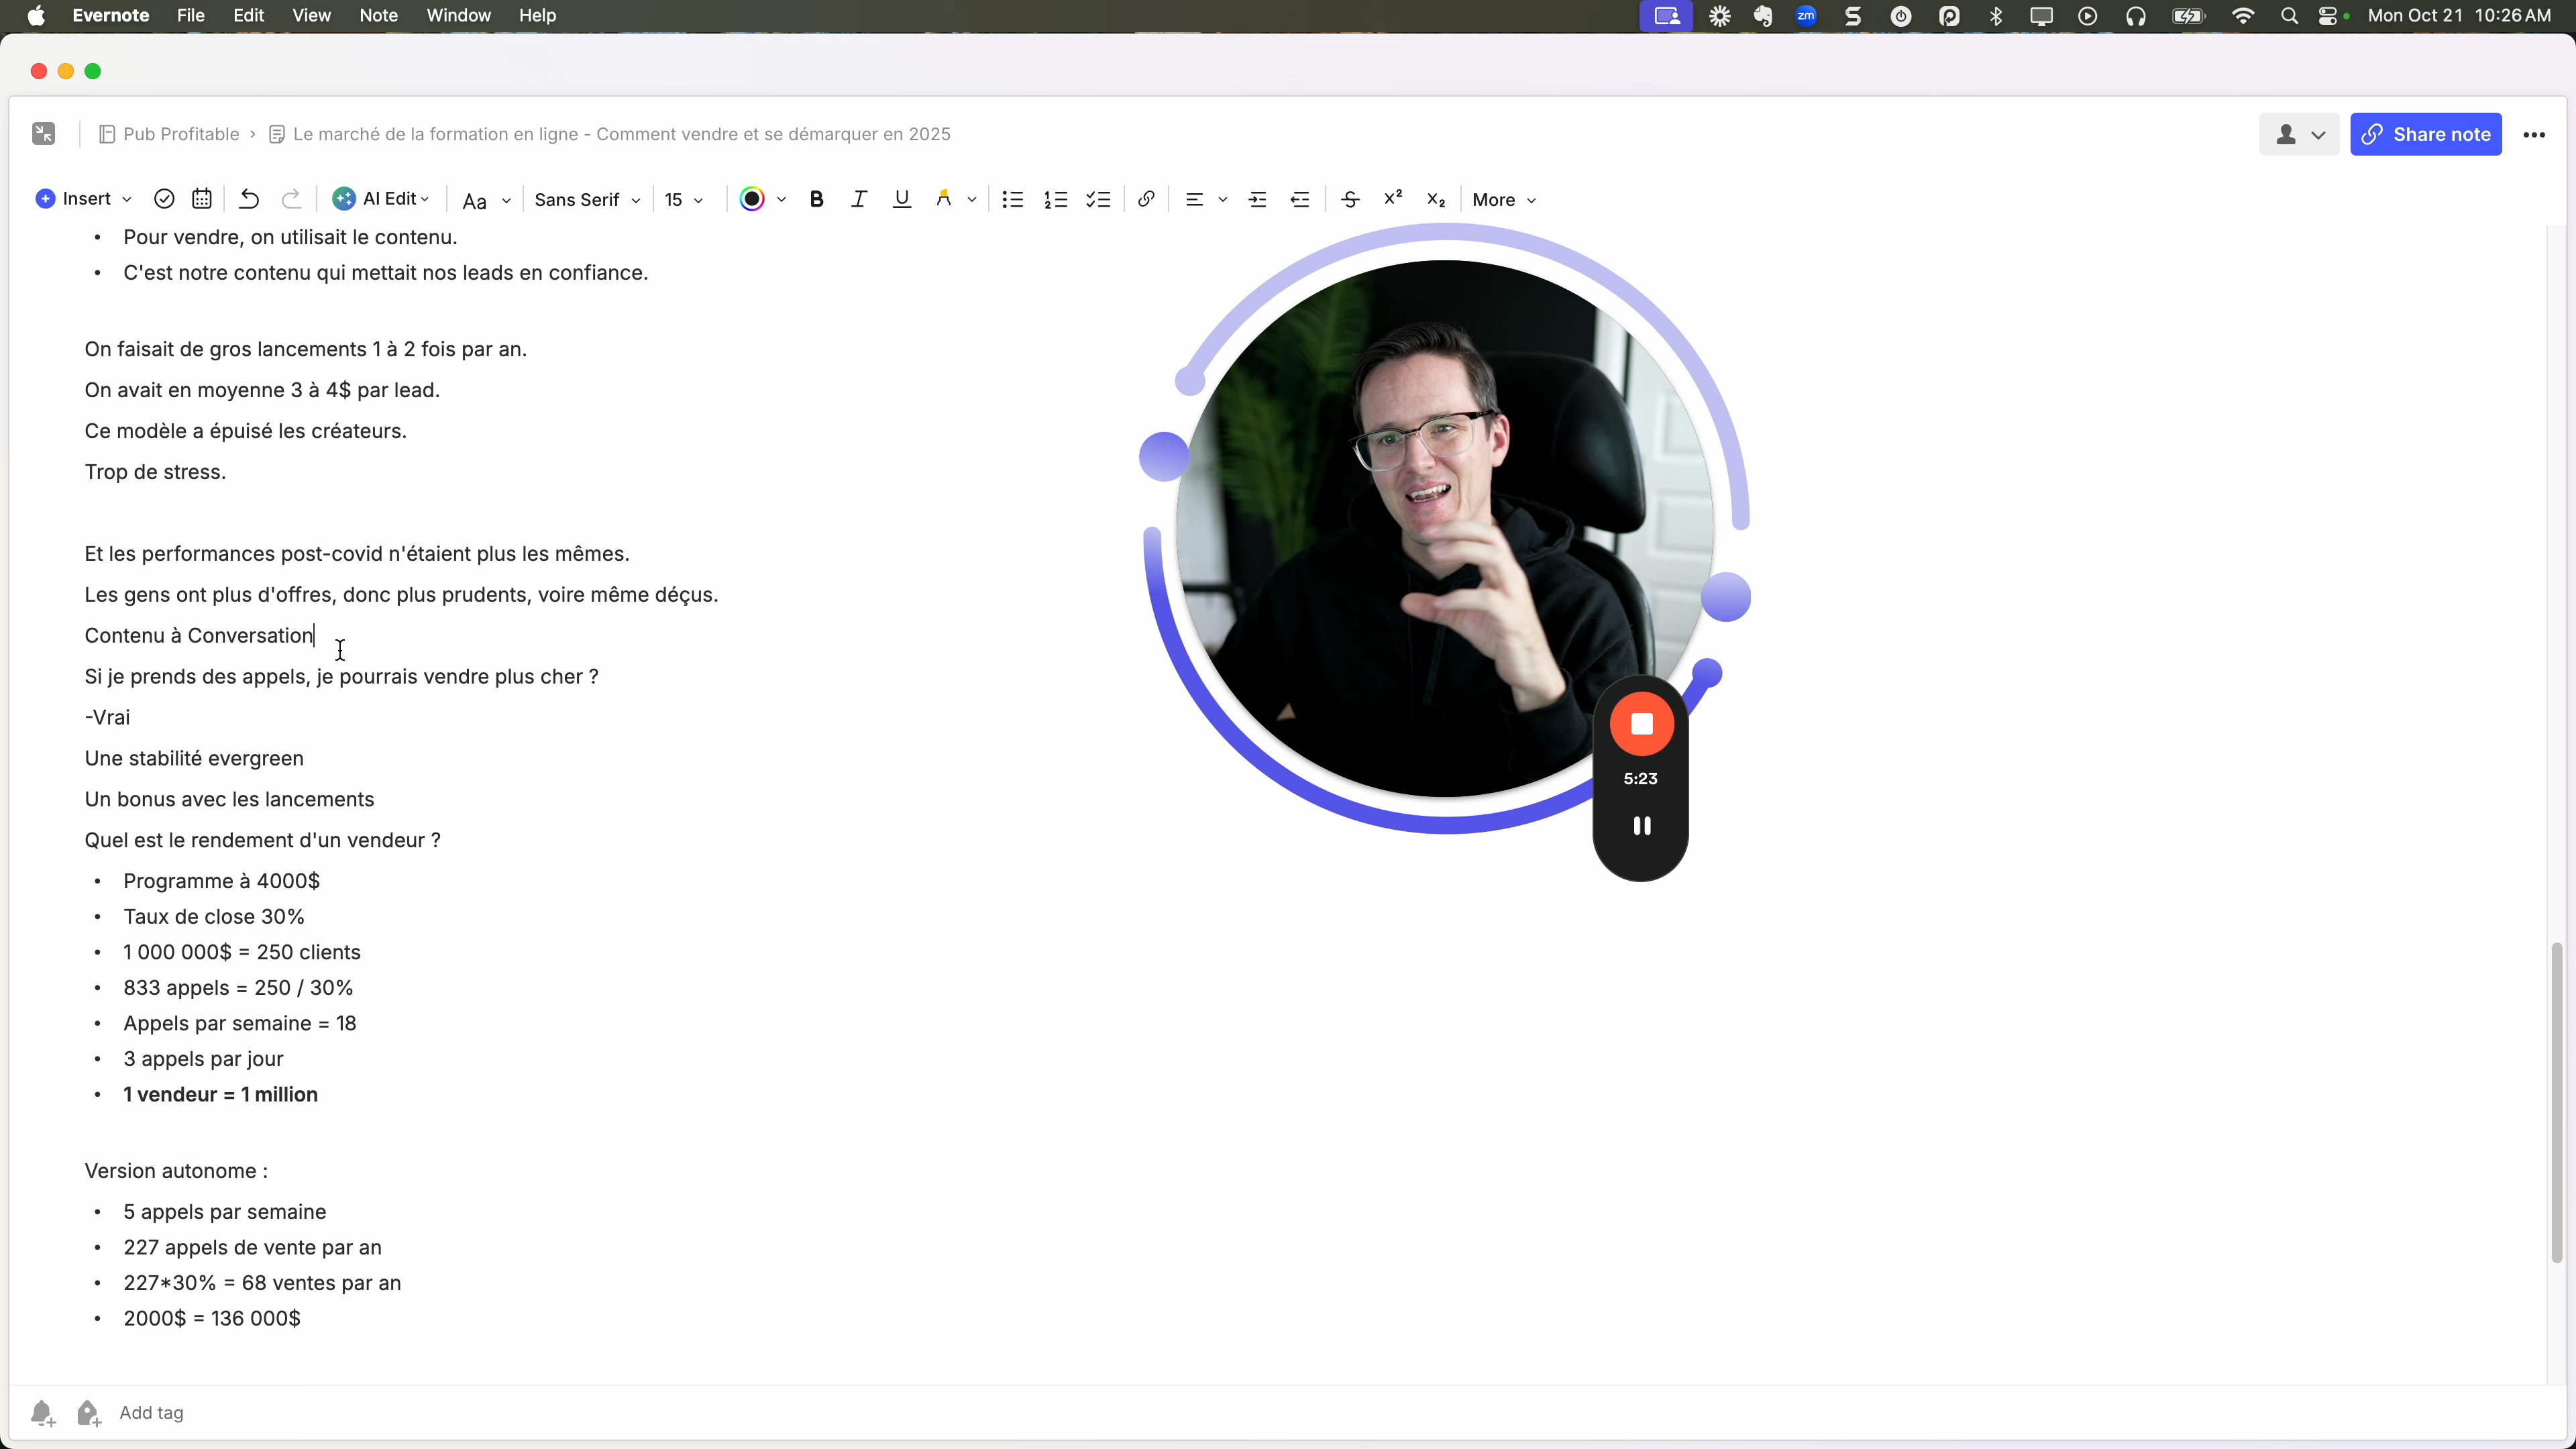 Evernote File Edit View Note Window Help zm Mon Oct 21 10:26 AM
Pub Profitable › Le marché de la formation en ligne - Comment vendre et se démarquer en 2025 Share note
Insert AI Edit Aa Sans Serif 15 B I U S x² x₂ More
• Pour vendre, on utilisait le contenu.
• C'est notre contenu qui mettait nos leads en confiance.
On faisait de gros lancements 1 à 2 fois par an.
On avait en moyenne 3 à 4$ par lead.
Ce modèle a épuisé les créateurs.
Trop de stress.
Et les performances post-covid n'étaient plus les mêmes.
Les gens ont plus d'offres, donc plus prudents, voire même déçus.
Contenu à Conversation
Si je prends des appels, je pourrais vendre plus cher ?
-Vrai
Une stabilité evergreen
Un bonus avec les lancements
Quel est le rendement d'un vendeur ?
• Programme à 4000$
• Taux de close 30%
• 1 000 000$ = 250 clients
• 833 appels = 250 / 30%
• Appels par semaine = 18
• 3 appels par jour
• 1 vendeur = 1 million
Version autonome :
• 5 appels par semaine
• 227 appels de vente par an
• 227*30% = 68 ventes par an
• 2000$ = 136 000$
5:23
Add tag